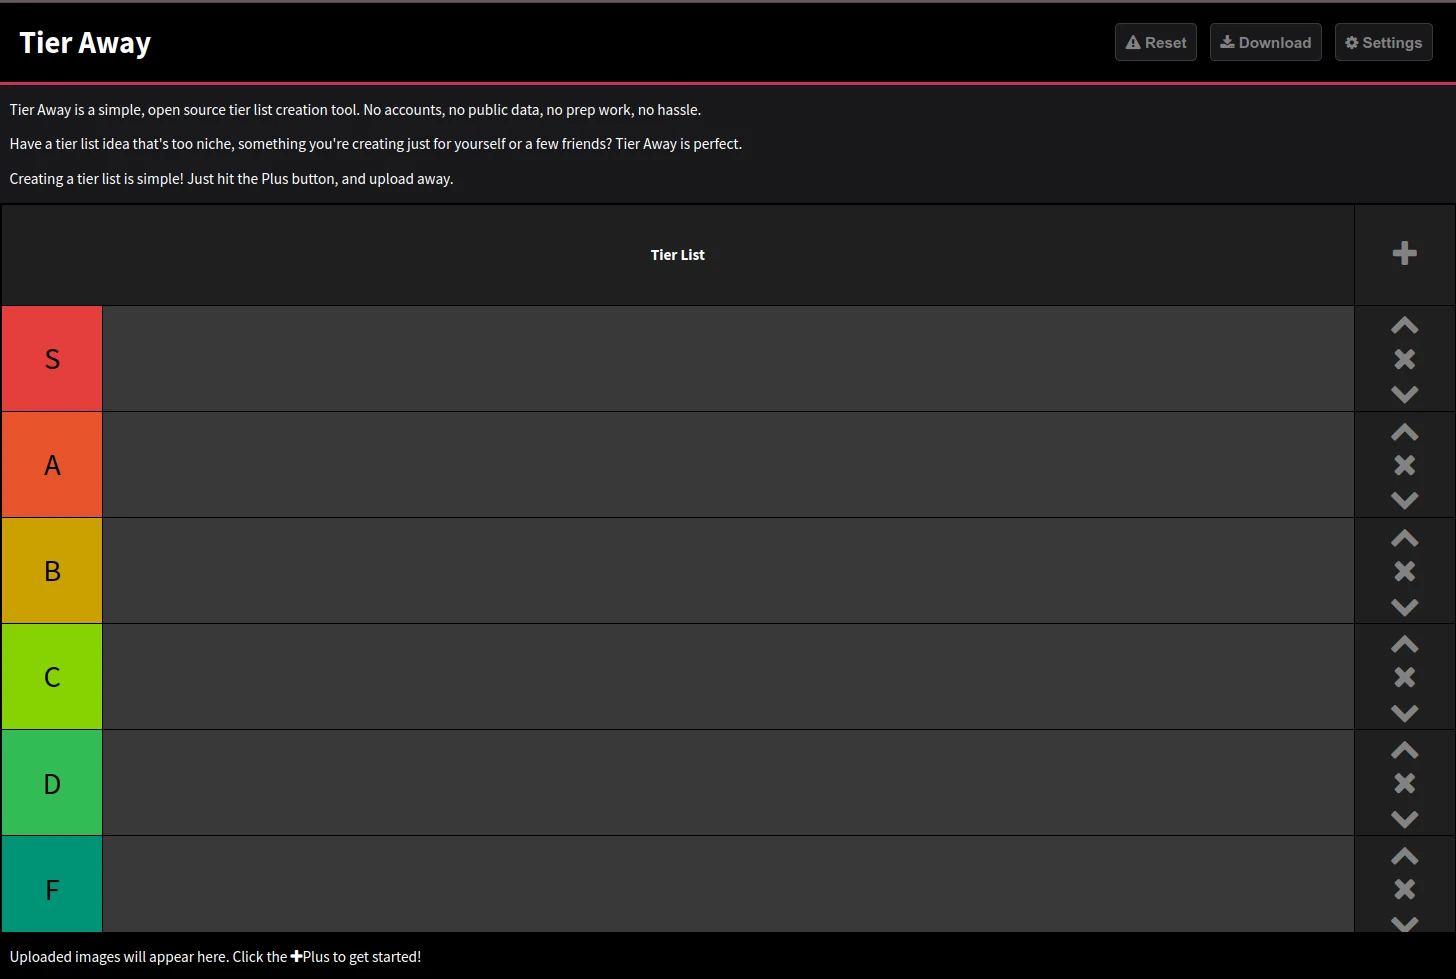 Tier Away
Reset
Download
Settings
Tier Away is a simple, open source tier list creation tool. No accounts, no public data, no prep work, no hassle.
Have a tier list idea that's too niche, something you're creating just for yourself or a few friends? Tier Away is perfect.
Creating a tier list is simple! Just hit the Plus button, and upload away.
Tier List
S
A
B
C
D
F
Uploaded images will appear here. Click the ✚Plus to get started!